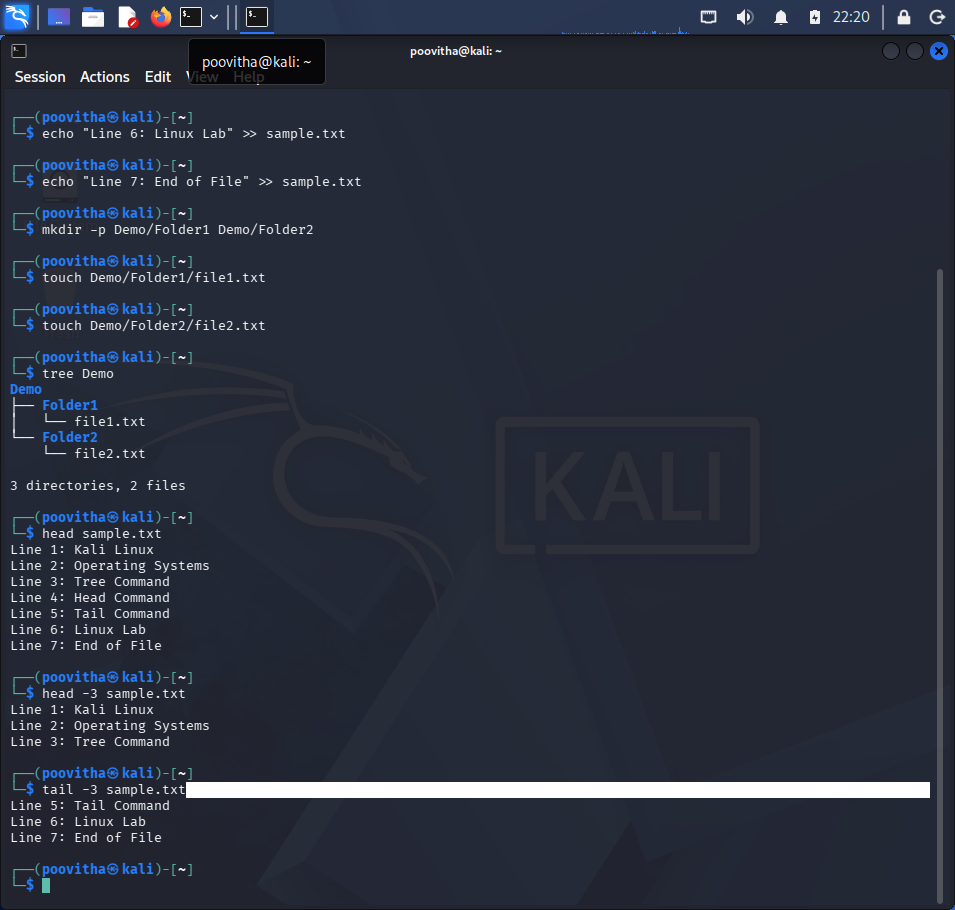 22:20
poovitha@kali: ~
poovitha@kali: ~
Session Actions Edit View Help
┌──(poovitha㉿kali)-[~]
└─$ echo "Line 6: Linux Lab" >> sample.txt
┌──(poovitha㉿kali)-[~]
└─$ echo "Line 7: End of File" >> sample.txt
┌──(poovitha㉿kali)-[~]
└─$ mkdir -p Demo/Folder1 Demo/Folder2
┌──(poovitha㉿kali)-[~]
└─$ touch Demo/Folder1/file1.txt
┌──(poovitha㉿kali)-[~]
└─$ touch Demo/Folder2/file2.txt
┌──(poovitha㉿kali)-[~]
└─$ tree Demo
Demo
├── Folder1
│   └── file1.txt
└── Folder2
    └── file2.txt
3 directories, 2 files
┌──(poovitha㉿kali)-[~]
└─$ head sample.txt
Line 1: Kali Linux
Line 2: Operating Systems
Line 3: Tree Command
Line 4: Head Command
Line 5: Tail Command
Line 6: Linux Lab
Line 7: End of File
┌──(poovitha㉿kali)-[~]
└─$ head -3 sample.txt
Line 1: Kali Linux
Line 2: Operating Systems
Line 3: Tree Command
┌──(poovitha㉿kali)-[~]
└─$ tail -3 sample.txt
Line 5: Tail Command
Line 6: Linux Lab
Line 7: End of File
┌──(poovitha㉿kali)-[~]
└─$
KALI